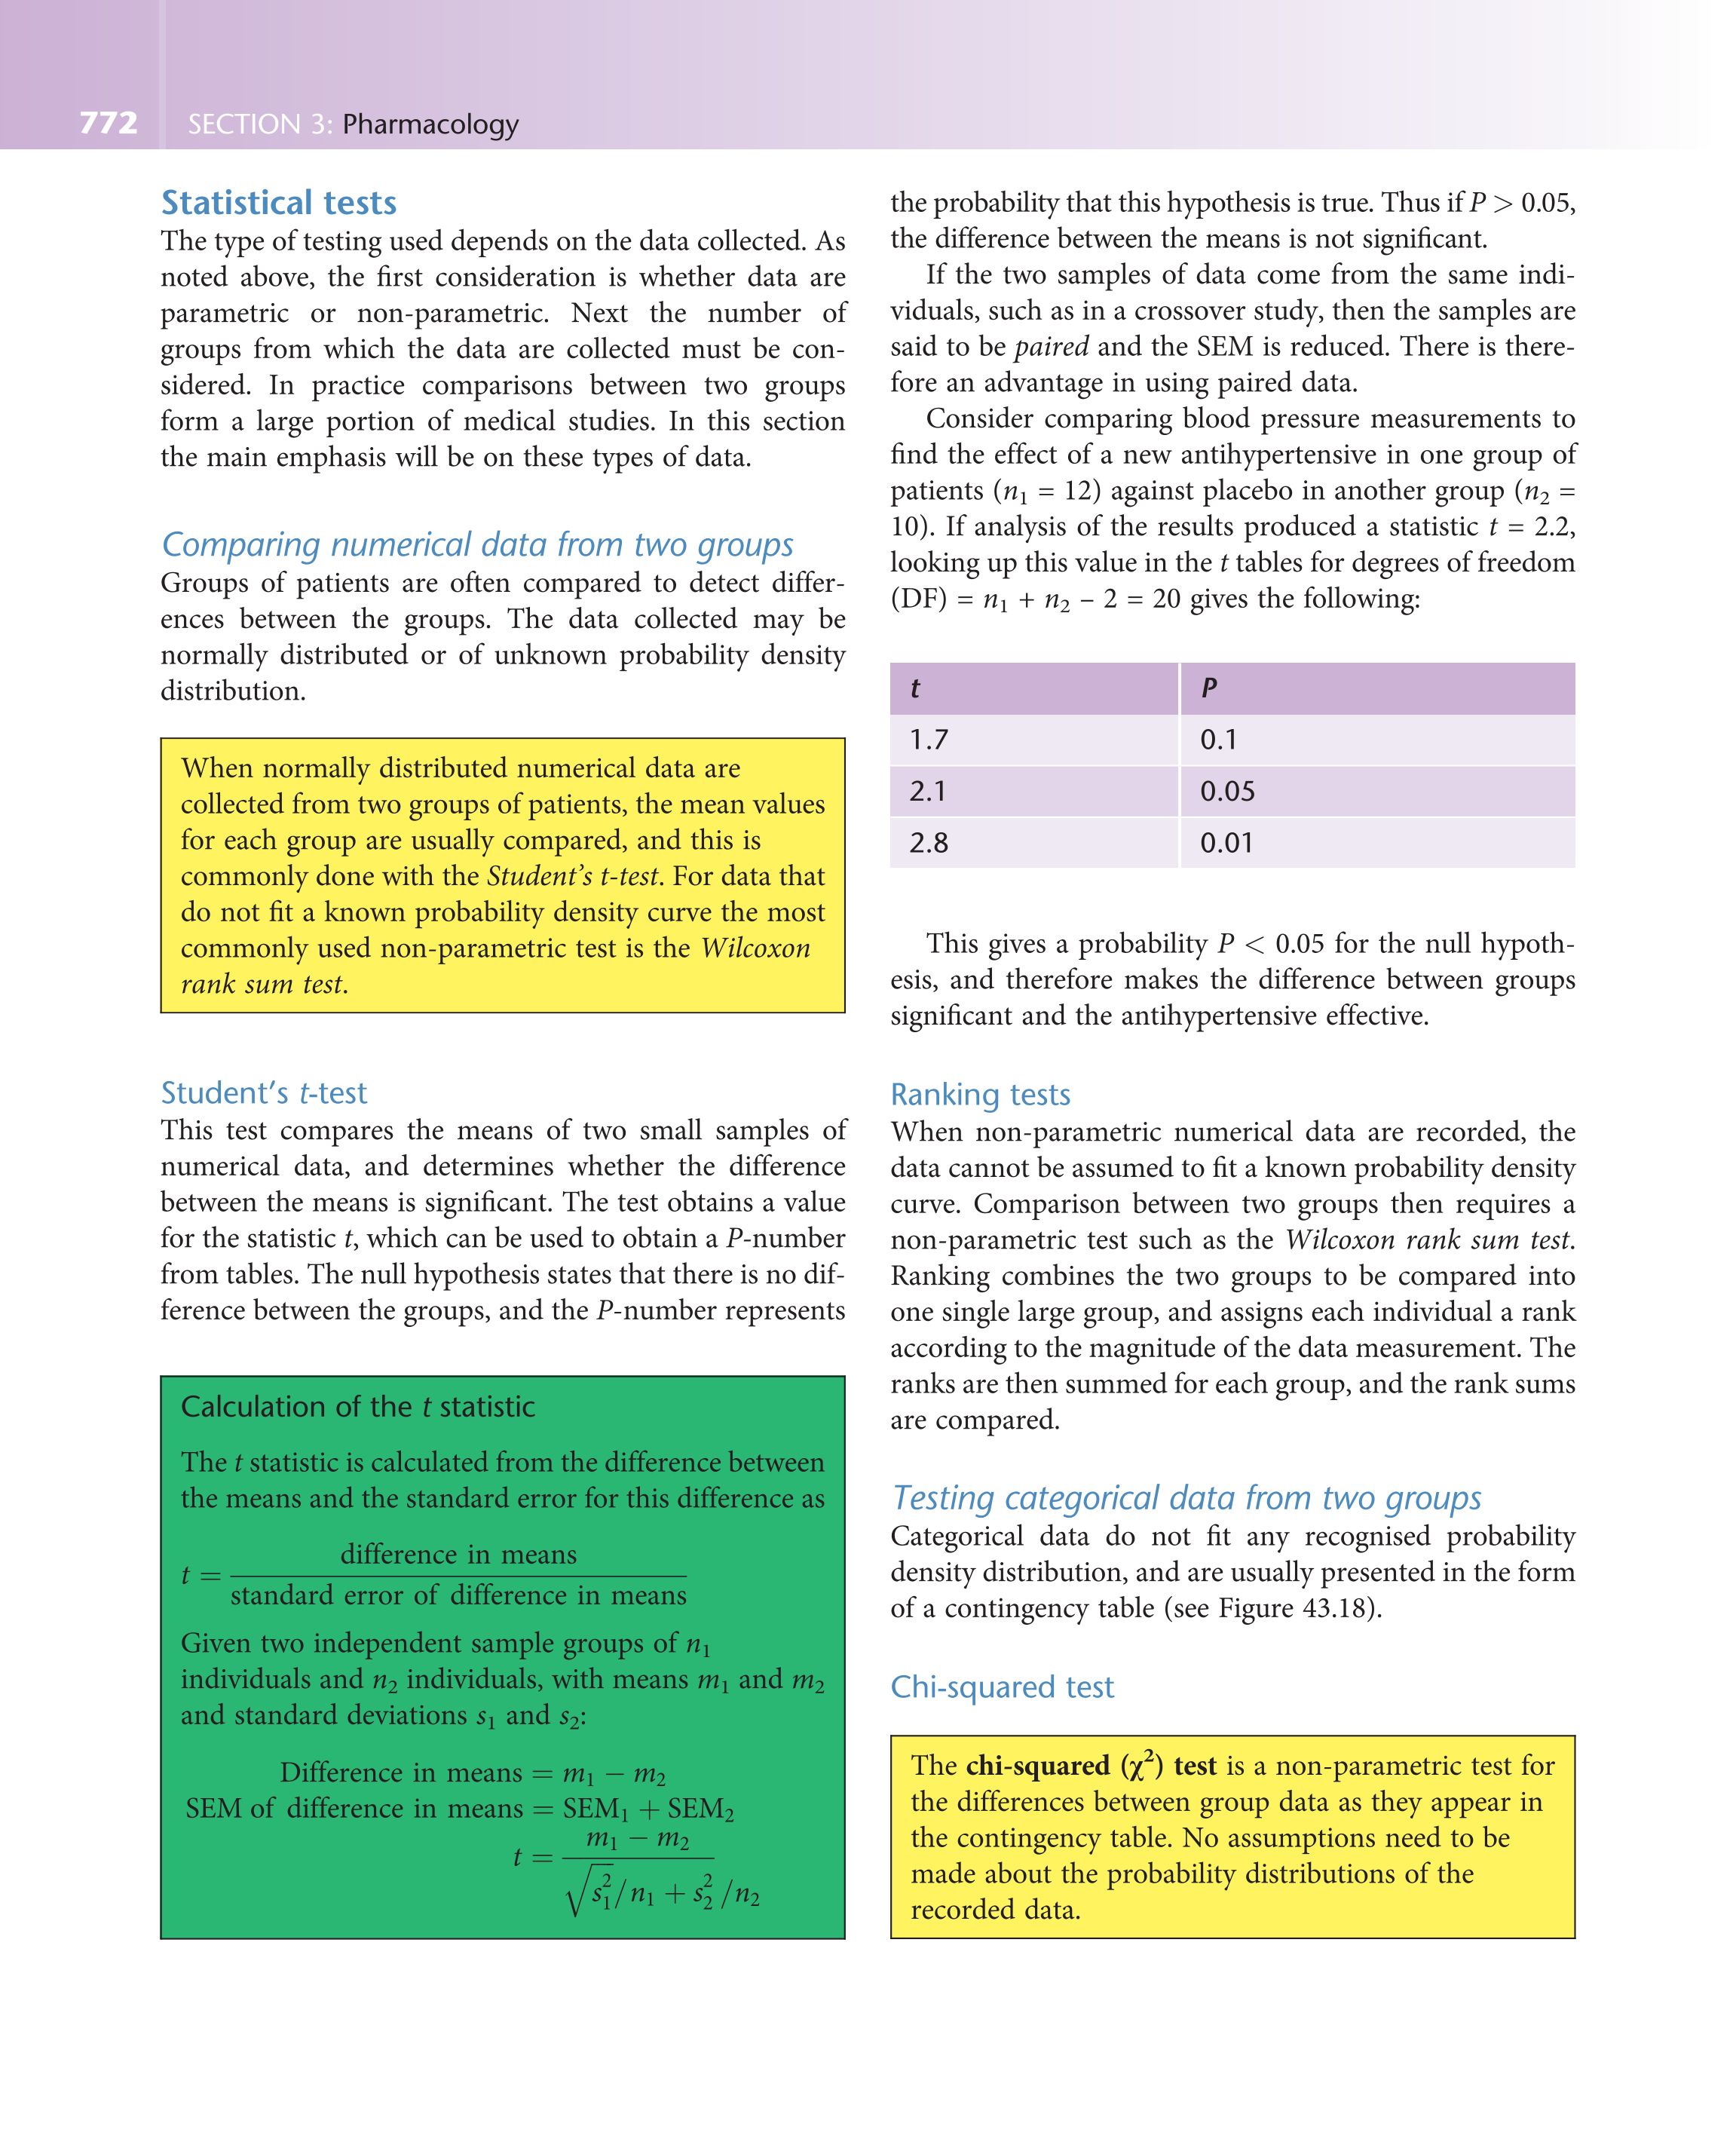 772 SECTION 3: Pharmacology
Statistical tests
The type of testing used depends on the data collected. As
noted above, the first consideration is whether data are
parametric or non-parametric. Next the number of
groups from which the data are collected must be con-
sidered. In practice comparisons between two groups
form a large portion of medical studies. In this section
the main emphasis will be on these types of data.
Comparing numerical data from two groups
Groups of patients are often compared to detect differ-
ences between the groups. The data collected may be
normally distributed or of unknown probability density
distribution.
When normally distributed numerical data are
collected from two groups of patients, the mean values
for each group are usually compared, and this is
commonly done with the Student's t-test. For data that
do not fit a known probability density curve the most
commonly used non-parametric test is the Wilcoxon
rank sum test.
Student's t-test
This test compares the means of two small samples of
numerical data, and determines whether the difference
between the means is significant. The test obtains a value
for the statistic t, which can be used to obtain a P-number
from tables. The null hypothesis states that there is no dif-
ference between the groups, and the P-number represents
Calculation of the t statistic
The t statistic is calculated from the difference between
the means and the standard error for this difference as
t = difference in means / standard error of difference in means
Given two independent sample groups of n₁
individuals and n₂ individuals, with means m₁ and m₂
and standard deviations s₁ and s₂:
Difference in means = m₁ − m₂
SEM of difference in means = SEM₁ + SEM₂
t = m₁ − m₂ / √s₁²/n₁ + s₂²/n₂
the probability that this hypothesis is true. Thus if P > 0.05,
the difference between the means is not significant.
If the two samples of data come from the same indi-
viduals, such as in a crossover study, then the samples are
said to be paired and the SEM is reduced. There is there-
fore an advantage in using paired data.
Consider comparing blood pressure measurements to
find the effect of a new antihypertensive in one group of
patients (n₁ = 12) against placebo in another group (n₂ =
10). If analysis of the results produced a statistic t = 2.2,
looking up this value in the t tables for degrees of freedom
(DF) = n₁ + n₂ – 2 = 20 gives the following:
t P
1.7 0.1
2.1 0.05
2.8 0.01
This gives a probability P < 0.05 for the null hypoth-
esis, and therefore makes the difference between groups
significant and the antihypertensive effective.
Ranking tests
When non-parametric numerical data are recorded, the
data cannot be assumed to fit a known probability density
curve. Comparison between two groups then requires a
non-parametric test such as the Wilcoxon rank sum test.
Ranking combines the two groups to be compared into
one single large group, and assigns each individual a rank
according to the magnitude of the data measurement. The
ranks are then summed for each group, and the rank sums
are compared.
Testing categorical data from two groups
Categorical data do not fit any recognised probability
density distribution, and are usually presented in the form
of a contingency table (see Figure 43.18).
Chi-squared test
The chi-squared (χ²) test is a non-parametric test for
the differences between group data as they appear in
the contingency table. No assumptions need to be
made about the probability distributions of the
recorded data.